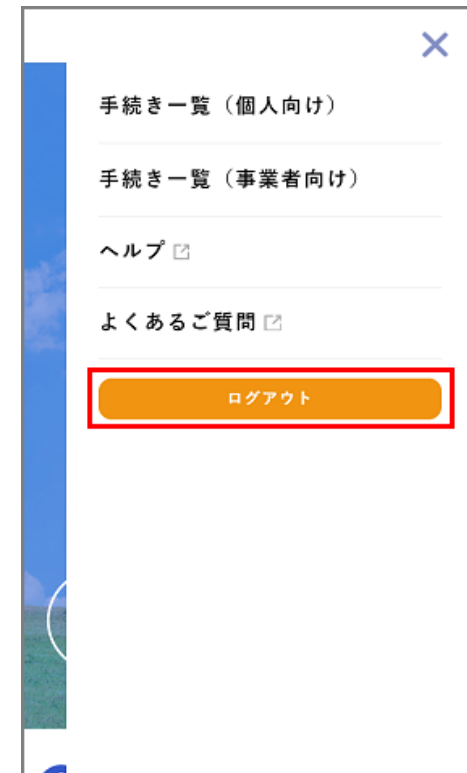 手続き一覧（個人向け）
手続き一覧（事業者向け）
ヘルプ
よくあるご質問
ログアウト